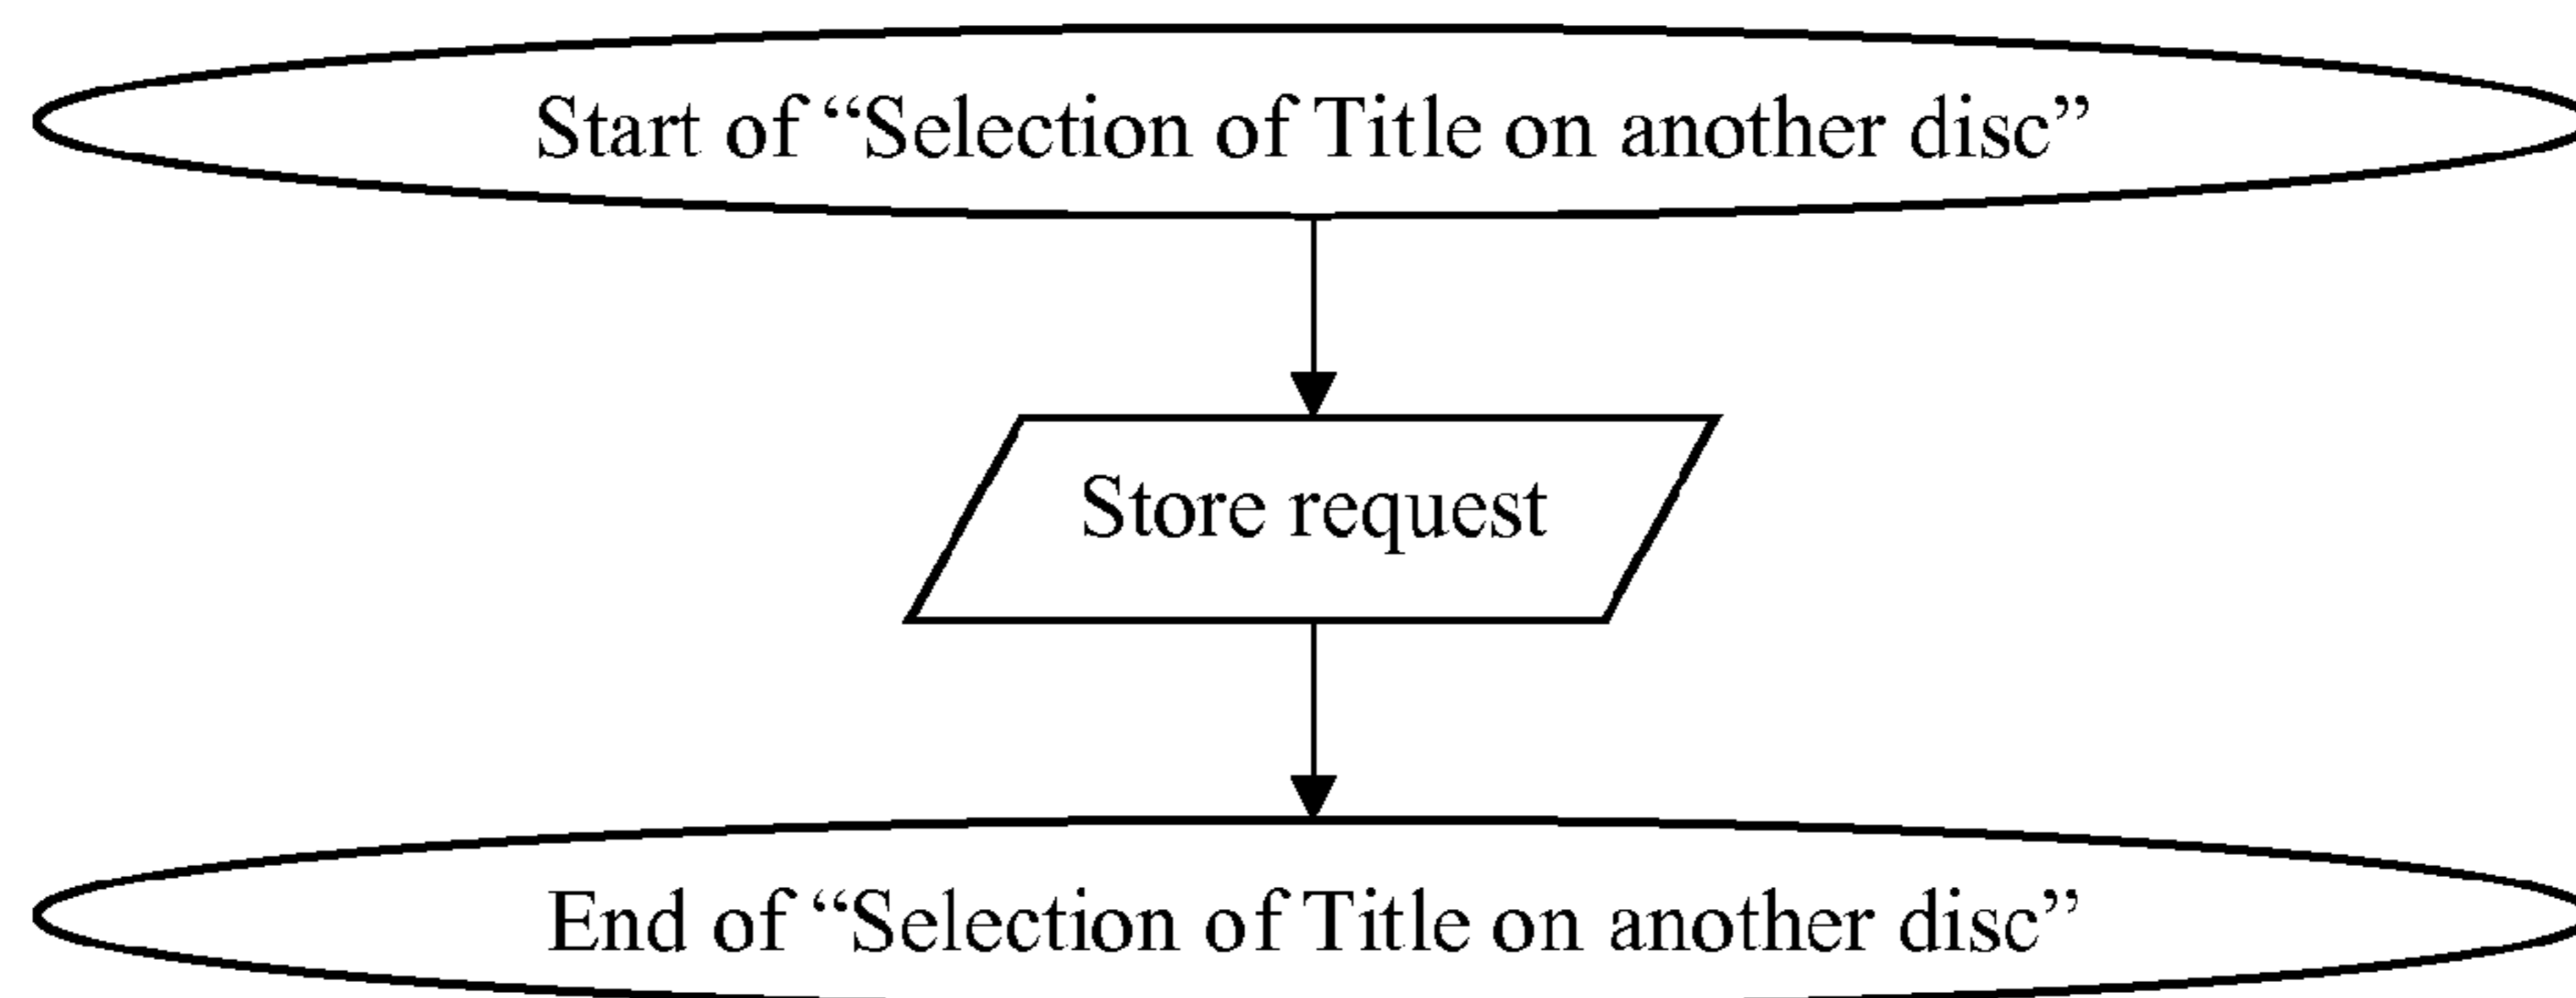 Start of “Selection of Title on another disc”
Store request
End of “Selection of Title on another disc”